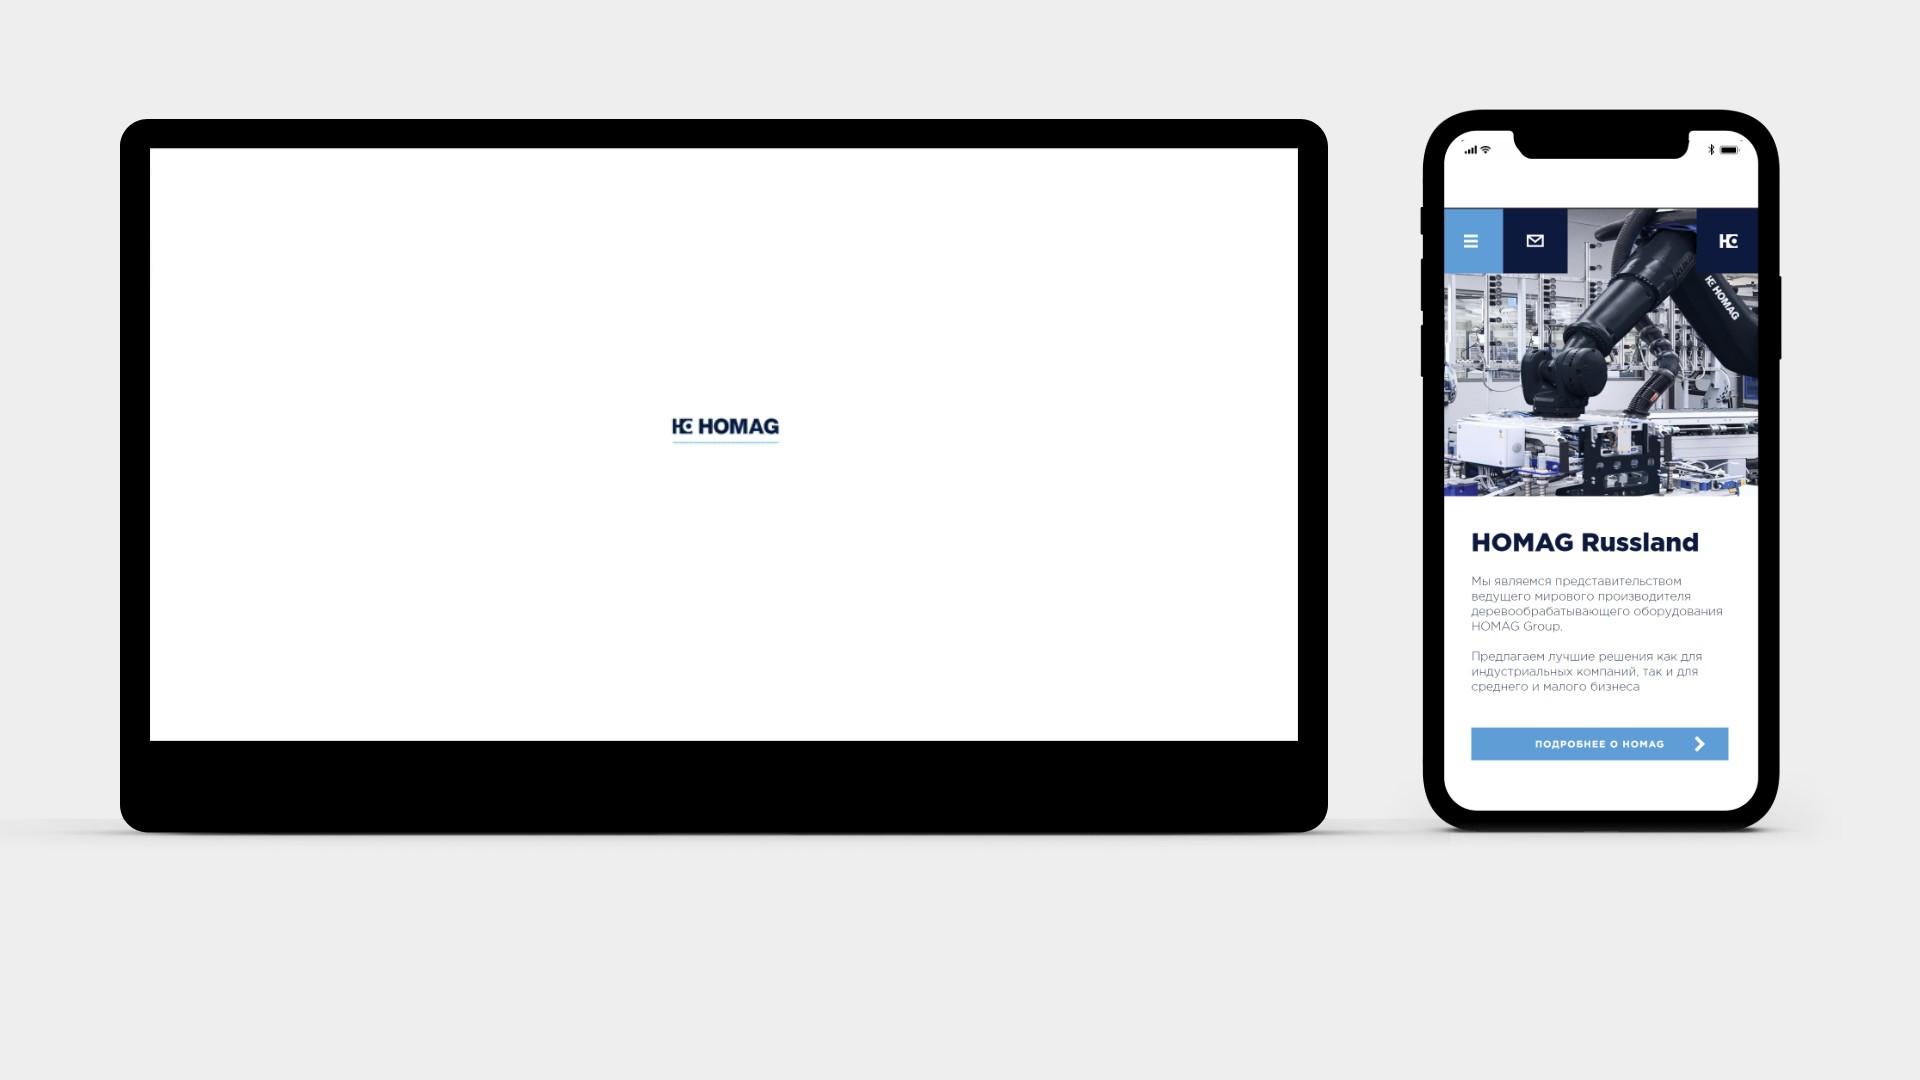 HOMAG
HOMAG
HOMAG Russland
Мы являемся представительством
ведущего мирового производителя
деревообрабатывающего оборудования
HOMAG Group.
Предлагаем лучшие решения как для
индустриальных компаний, так и для
среднего и малого бизнеса
ПОДРОБНЕЕ О HOMAG